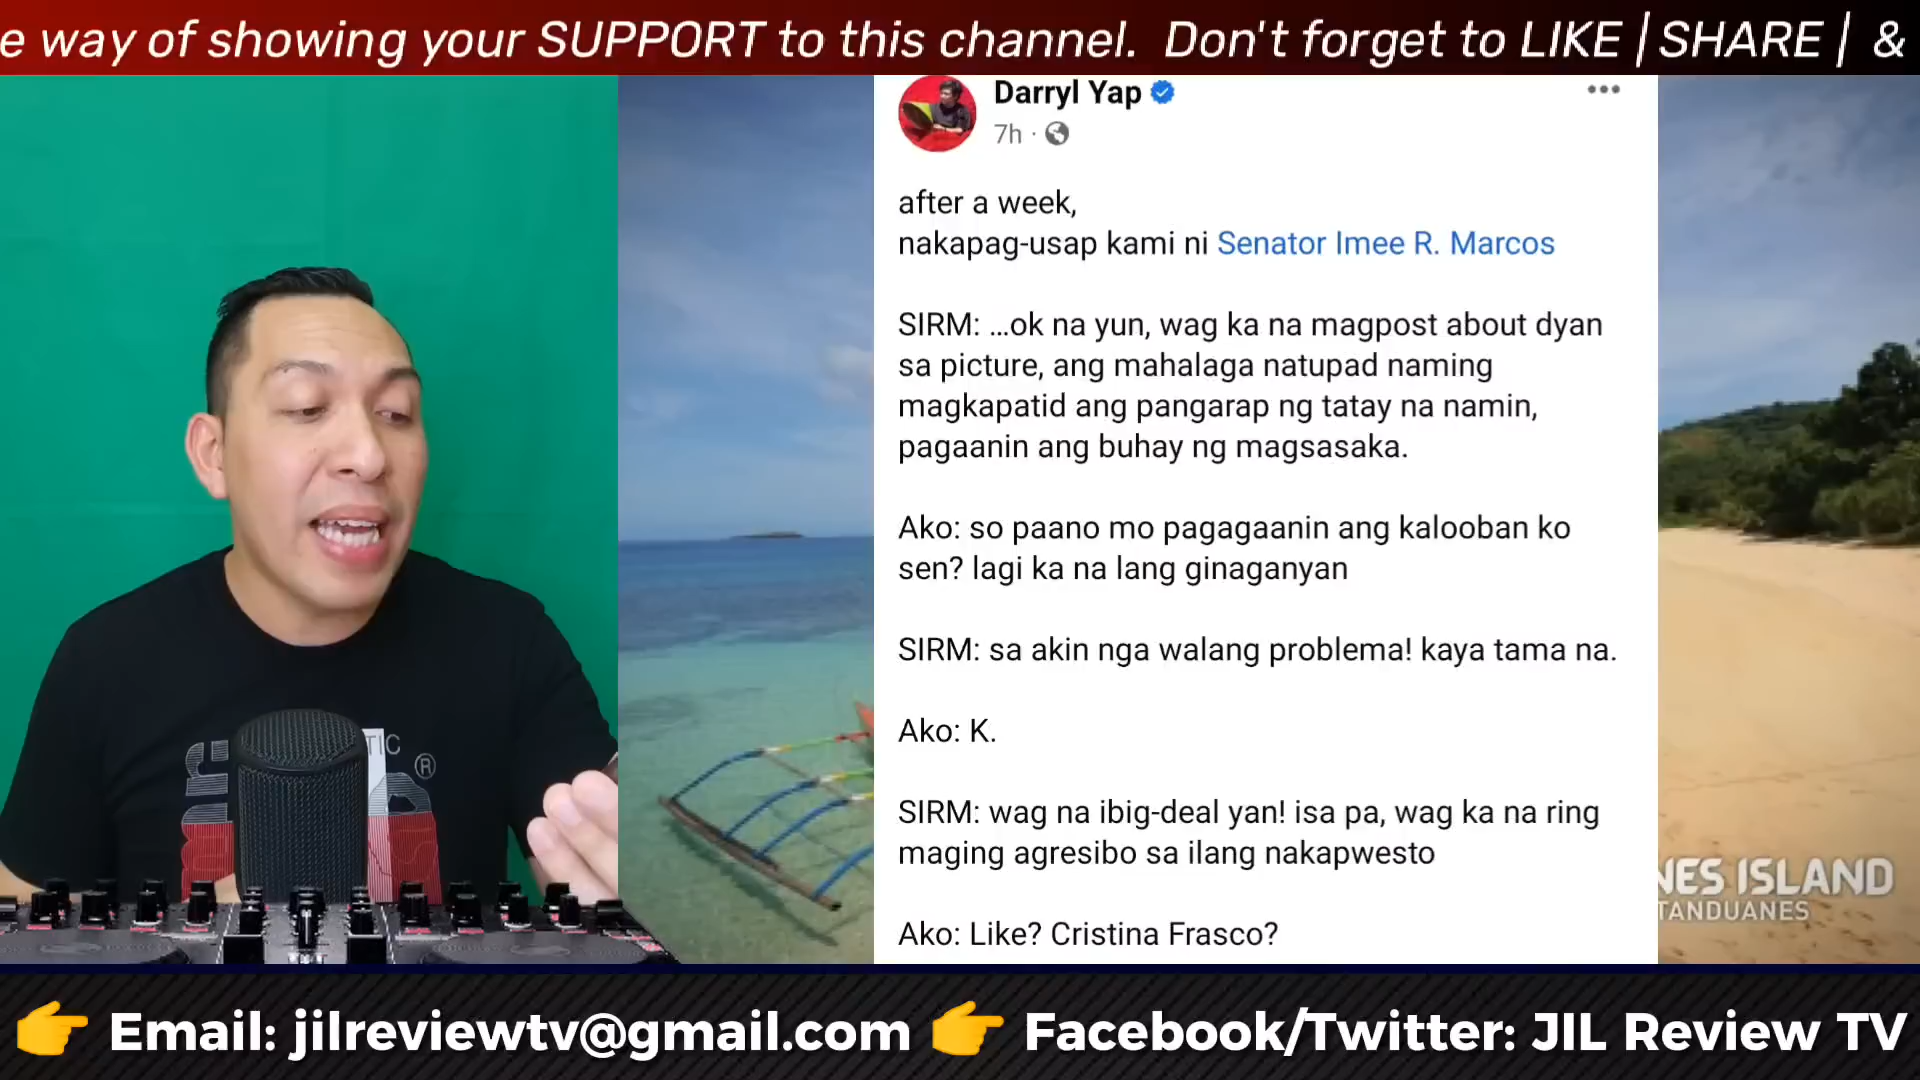 e way of showing your SUPPORT to this channel. Don't forget to LIKE | SHARE | &
Darryl Yap
7h ·
after a week,
nakapag-usap kami ni Senator Imee R. Marcos
SIRM: …ok na yun, wag ka na magpost about dyan
sa picture, ang mahalaga natupad naming
magkapatid ang pangarap ng tatay na namin,
pagaanin ang buhay ng magsasaka.
Ako: so paano mo pagagaanin ang kalooban ko
sen? lagi ka na lang ginaganyan
SIRM: sa akin nga walang problema! kaya tama na.
Ako: K.
SIRM: wag na ibig-deal yan! isa pa, wag ka na ring
maging agresibo sa ilang nakapwesto
Ako: Like? Cristina Frasco?
TIC
®
NES ISLAND
TANDUANES
Email: jilreviewtv@gmail.com
Facebook/Twitter: JIL Review TV